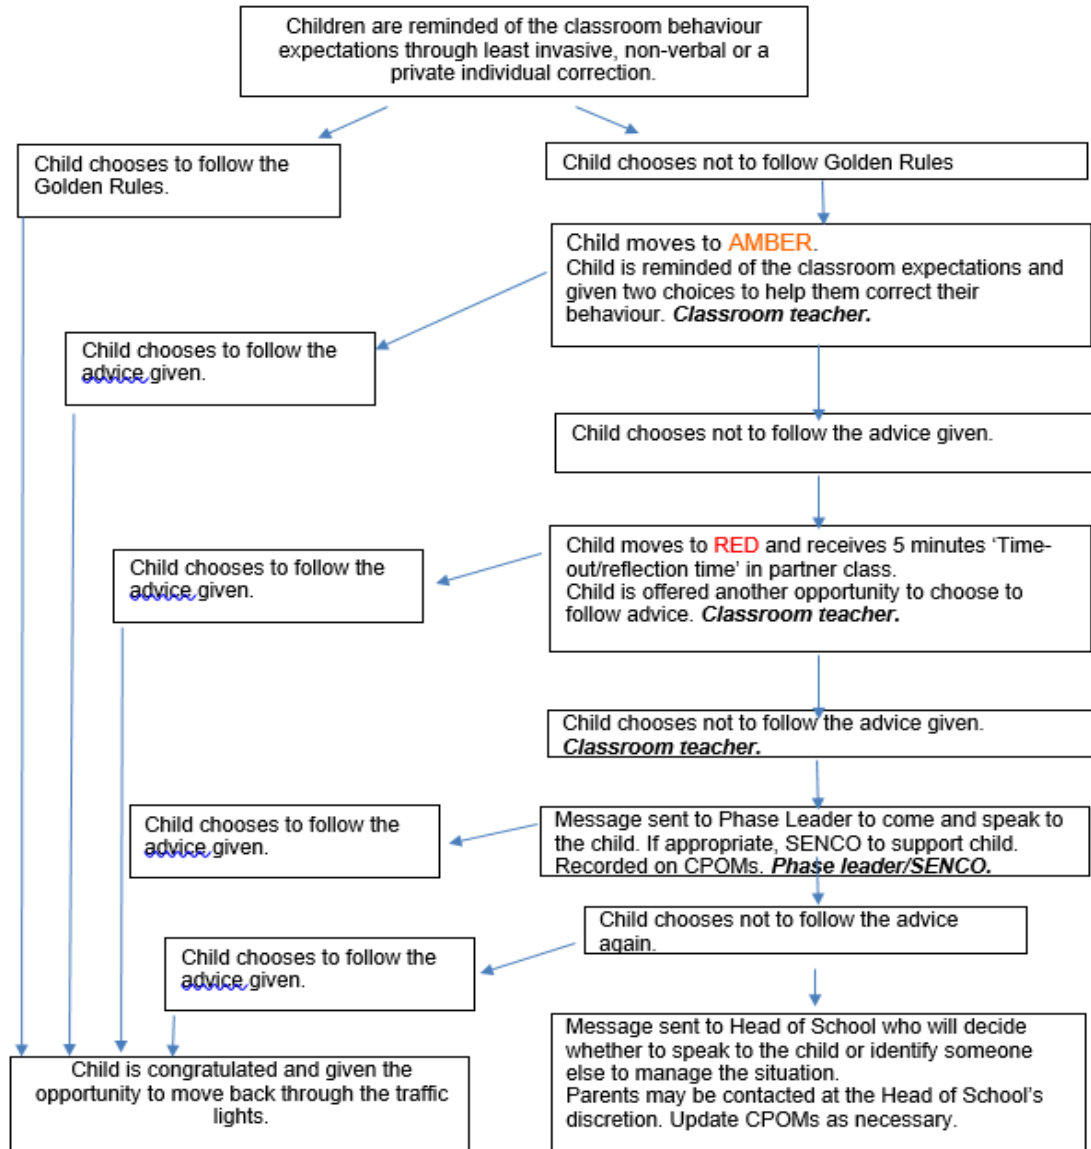 Children are reminded of the classroom behaviour
expectations through least invasive, non-verbal or a
private individual correction.
Child chooses to follow the
Golden Rules.
Child chooses not to follow Golden Rules
Child moves to AMBER.
Child is reminded of the classroom expectations and
given two choices to help them correct their
behaviour. Classroom teacher.
Child chooses to follow the
advice given.
Child chooses not to follow the advice given.
Child moves to RED and receives 5 minutes ‘Time-
out/reflection time’ in partner class.
Child is offered another opportunity to choose to
follow advice. Classroom teacher.
Child chooses to follow the
advice given.
Child chooses not to follow the advice given.
Classroom teacher.
Message sent to Phase Leader to come and speak to
the child. If appropriate, SENCO to support child.
Recorded on CPOMs. Phase leader/SENCO.
Child chooses to follow the
advice given.
Child chooses not to follow the advice
again.
Child chooses to follow the
advice given.
Message sent to Head of School who will decide
whether to speak to the child or identify someone
else to manage the situation.
Parents may be contacted at the Head of School’s
discretion. Update CPOMs as necessary.
Child is congratulated and given the
opportunity to move back through the traffic
lights.